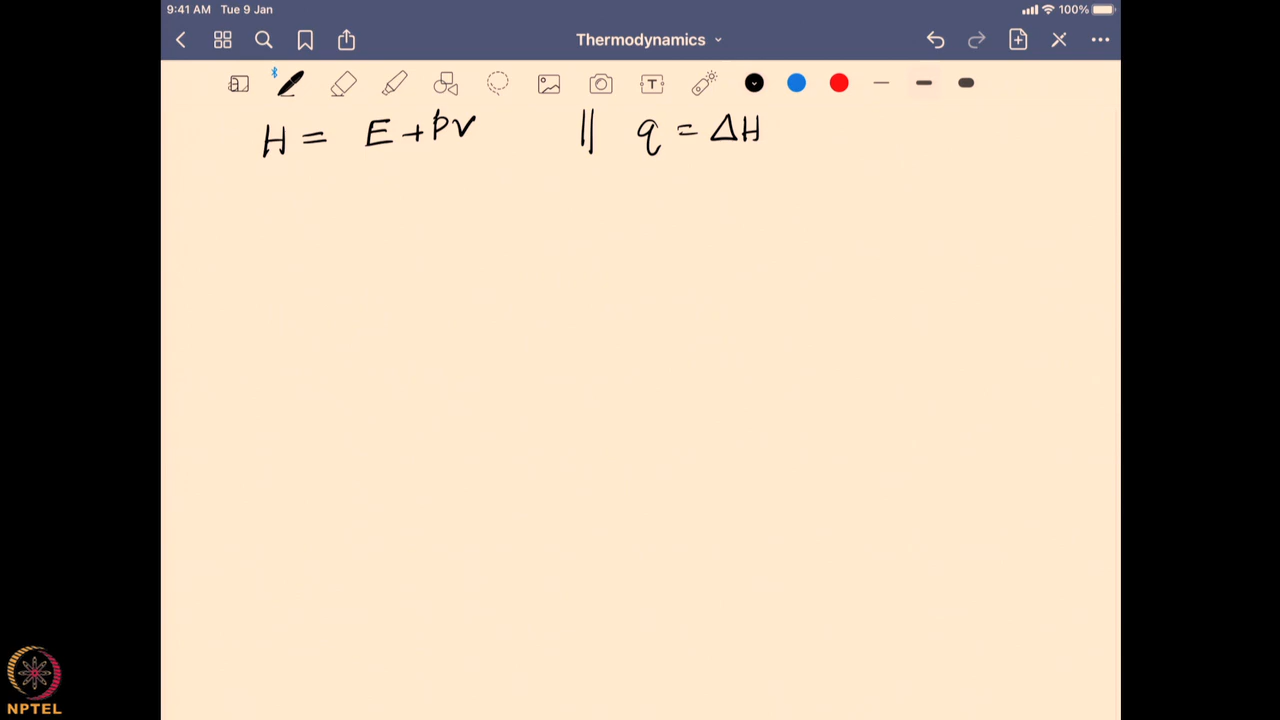 9:41 AM Tue 9 Jan 100%
Thermodynamics
T
H = E + PV || q = ΔH
NPTEL